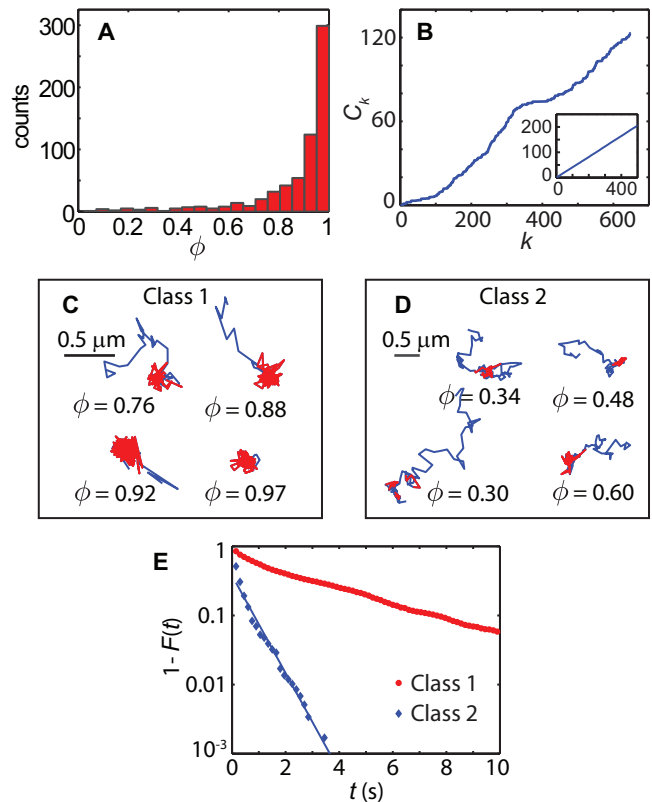 A
counts
300
200
100
0
0 0.2 0.4 0.6 0.8 1
ϕ
B
C_k
120
60
0
0 200 400 600
k
200
100
0
0 400
C
Class 1
0.5 μm
ϕ = 0.76
ϕ = 0.88
ϕ = 0.92
ϕ = 0.97
D
Class 2
0.5 μm
ϕ = 0.34
ϕ = 0.48
ϕ = 0.30
ϕ = 0.60
E
1 - F(t)
1
0.1
0.01
10⁻³
0 2 4 6 8 10
t (s)
Class 1
Class 2